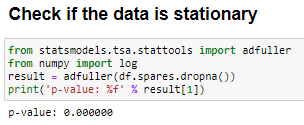 Check if the data is stationary
from statsmodels.tsa.stattools import adfuller
from numpy import log
result = adfuller(df.spares.dropna())
print('p-value: %f' % result[1])
p-value: 0.000000